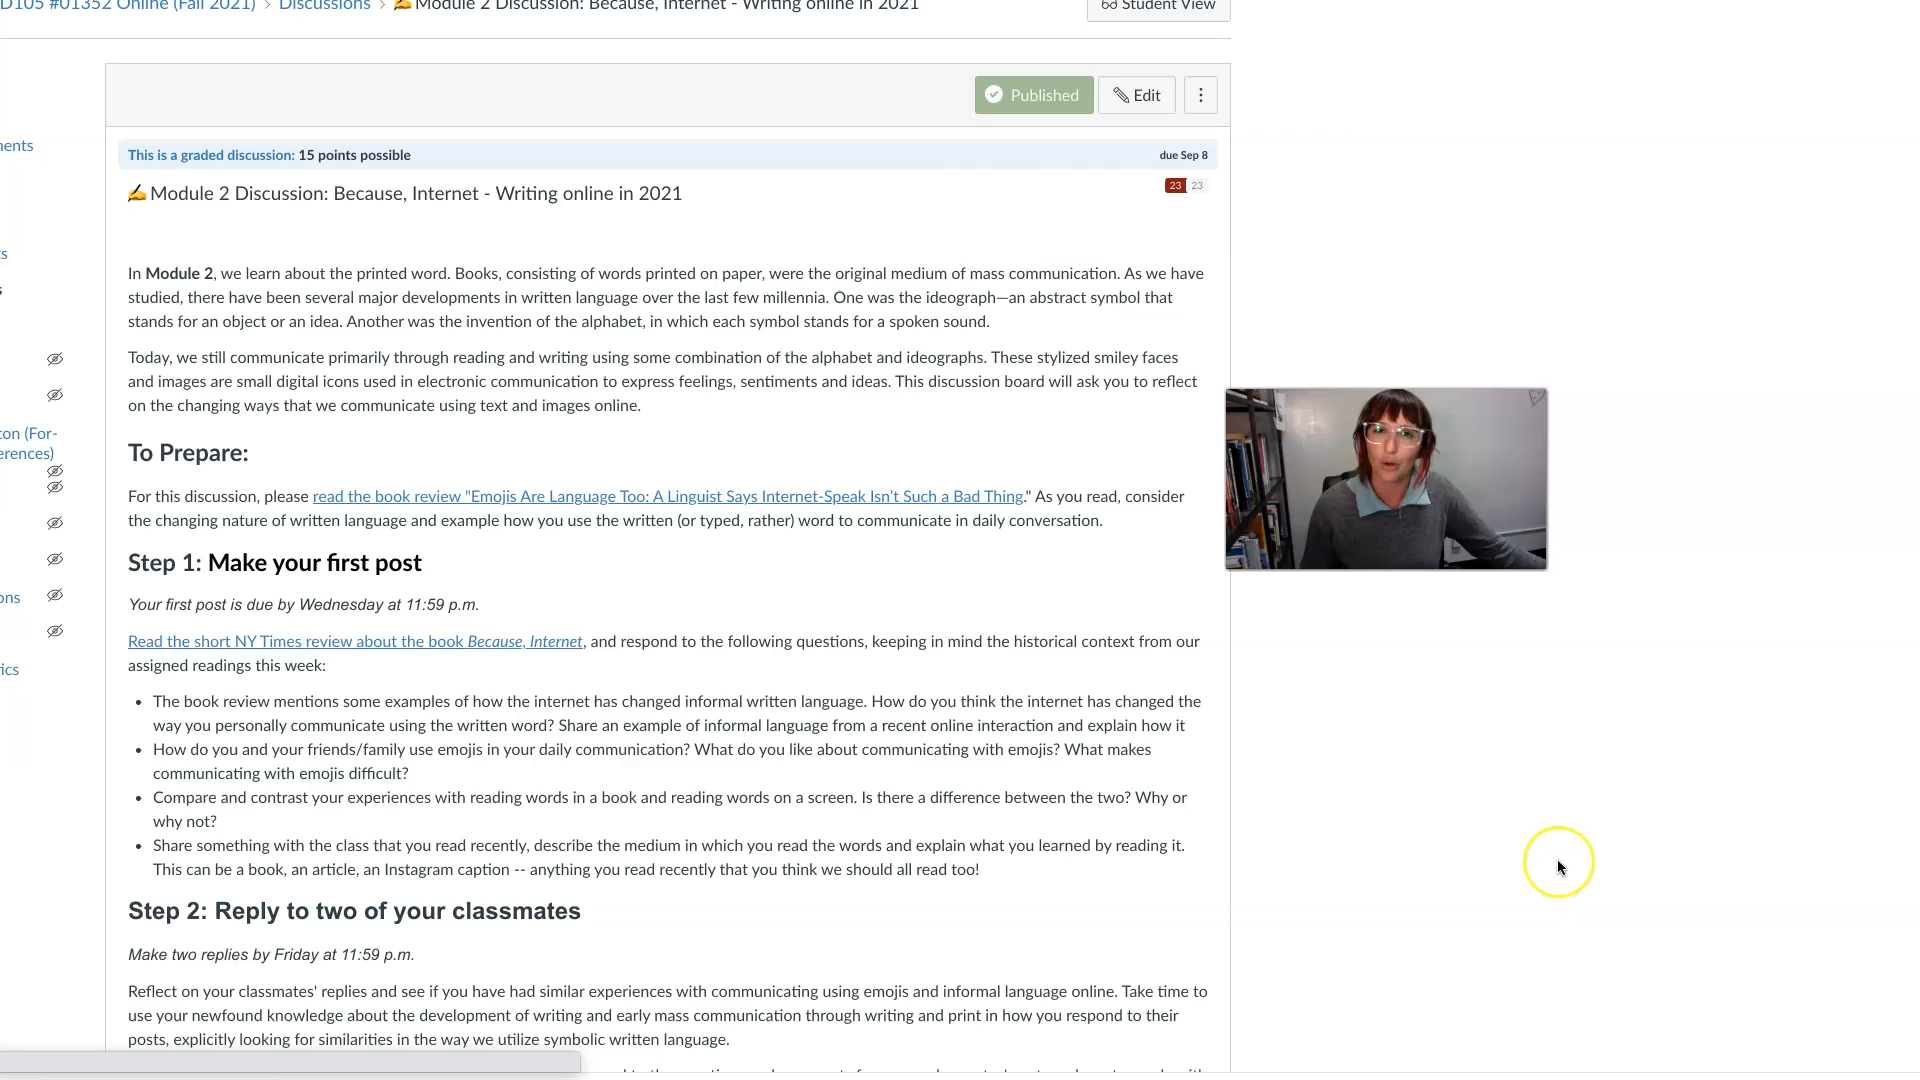 D105 #01352 Online (Fall 2021) > Discussions > ✍Module 2 Discussion: Because, Internet - Writing online in 2021
Student View
Published
Edit
This is a graded discussion: 15 points possible
due Sep 8
✍Module 2 Discussion: Because, Internet - Writing online in 2021
23 23
In Module 2, we learn about the printed word. Books, consisting of words printed on paper, were the original medium of mass communication. As we have
studied, there have been several major developments in written language over the last few millennia. One was the ideograph—an abstract symbol that
stands for an object or an idea. Another was the invention of the alphabet, in which each symbol stands for a spoken sound.
Today, we still communicate primarily through reading and writing using some combination of the alphabet and ideographs. These stylized smiley faces
and images are small digital icons used in electronic communication to express feelings, sentiments and ideas. This discussion board will ask you to reflect
on the changing ways that we communicate using text and images online.
To Prepare:
For this discussion, please read the book review "Emojis Are Language Too: A Linguist Says Internet-Speak Isn't Such a Bad Thing." As you read, consider
the changing nature of written language and example how you use the written (or typed, rather) word to communicate in daily conversation.
Step 1: Make your first post
Your first post is due by Wednesday at 11:59 p.m.
Read the short NY Times review about the book Because, Internet, and respond to the following questions, keeping in mind the historical context from our
assigned readings this week:
• The book review mentions some examples of how the internet has changed informal written language. How do you think the internet has changed the
way you personally communicate using the written word? Share an example of informal language from a recent online interaction and explain how it
• How do you and your friends/family use emojis in your daily communication? What do you like about communicating with emojis? What makes
communicating with emojis difficult?
• Compare and contrast your experiences with reading words in a book and reading words on a screen. Is there a difference between the two? Why or
why not?
• Share something with the class that you read recently, describe the medium in which you read the words and explain what you learned by reading it.
This can be a book, an article, an Instagram caption -- anything you read recently that you think we should all read too!
Step 2: Reply to two of your classmates
Make two replies by Friday at 11:59 p.m.
Reflect on your classmates' replies and see if you have had similar experiences with communicating using emojis and informal language online. Take time to
use your newfound knowledge about the development of writing and early mass communication through writing and print in how you respond to their
posts, explicitly looking for similarities in the way we utilize symbolic written language.
ents
s
s
ton (For-
erences)
ons
ics